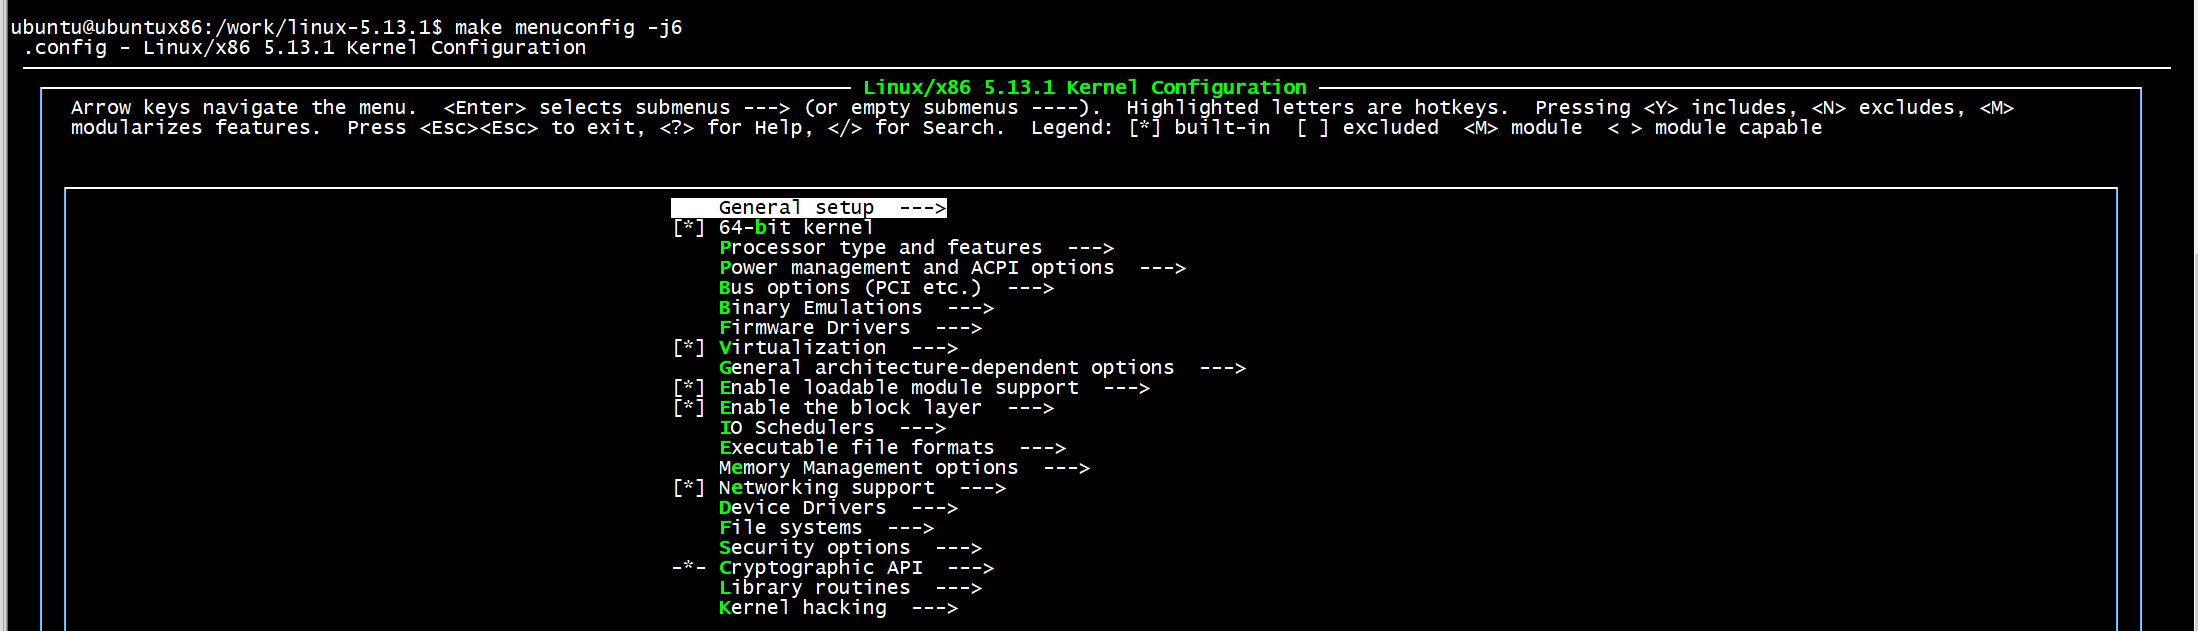 ubuntu@ubuntux86:/work/linux-5.13.1$ make menuconfig -j6
.config - Linux/x86 5.13.1 Kernel Configuration
Linux/x86 5.13.1 Kernel Configuration
Arrow keys navigate the menu.  <Enter> selects submenus ---> (or empty submenus ----).  Highlighted letters are hotkeys.  Pressing <Y> includes, <N> excludes, <M>
modularizes features.  Press <Esc><Esc> to exit, <?> for Help, </> for Search.  Legend: [*] built-in  [ ] excluded  <M> module  < > module capable
General setup  --->
[*] 64-bit kernel
Processor type and features  --->
Power management and ACPI options  --->
Bus options (PCI etc.)  --->
Binary Emulations  --->
Firmware Drivers  --->
[*] Virtualization  --->
General architecture-dependent options  --->
[*] Enable loadable module support  --->
[*] Enable the block layer  --->
IO Schedulers  --->
Executable file formats  --->
Memory Management options  --->
[*] Networking support  --->
Device Drivers  --->
File systems  --->
Security options  --->
-*- Cryptographic API  --->
Library routines  --->
Kernel hacking  --->